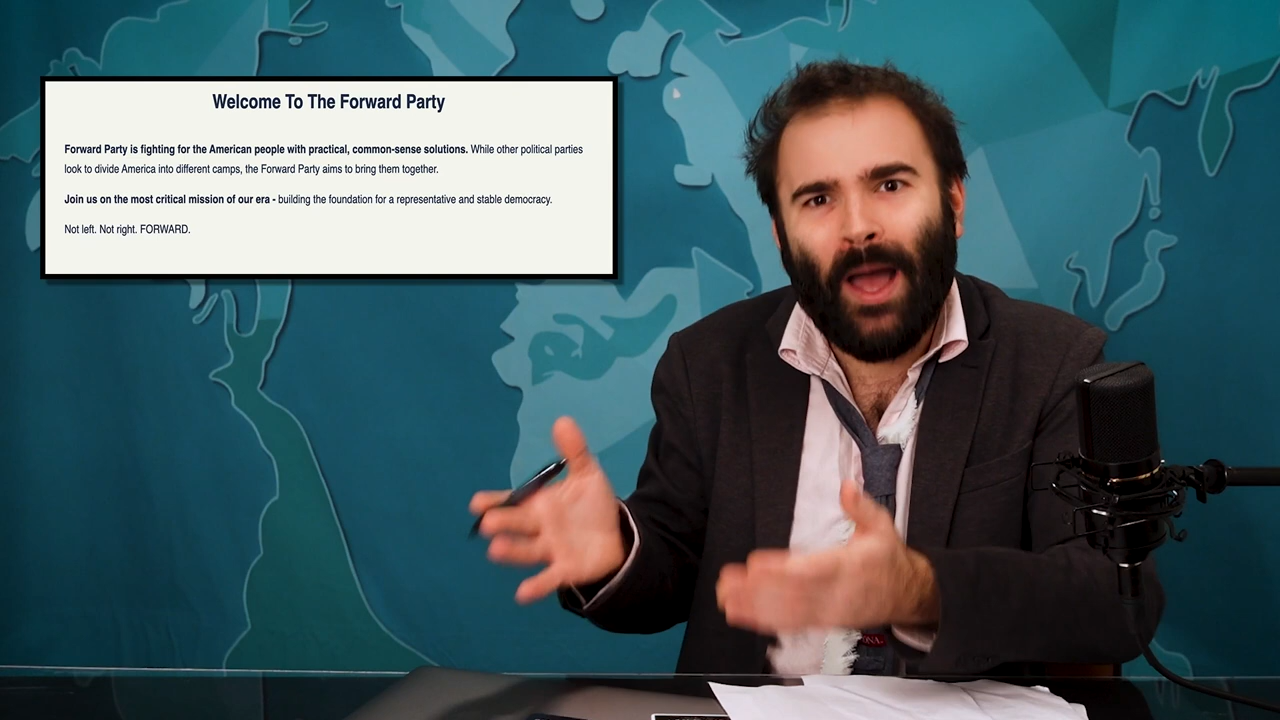 Welcome To The Forward Party
Forward Party is fighting for the American people with practical, common-sense solutions. While other political parties
look to divide America into different camps, the Forward Party aims to bring them together.
Join us on the most critical mission of our era - building the foundation for a representative and stable democracy.
Not left. Not right. FORWARD.